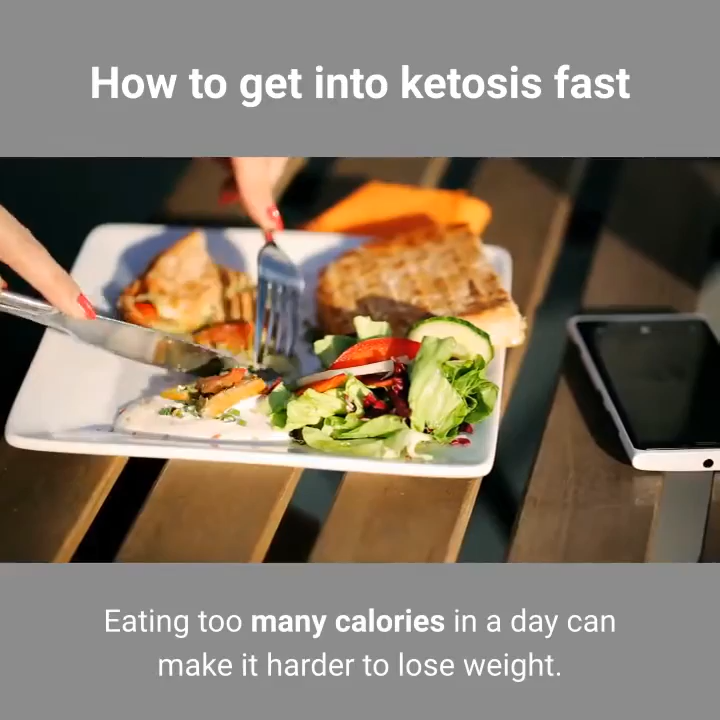 How to get into ketosis fast
Eating too many calories in a day can
make it harder to lose weight.